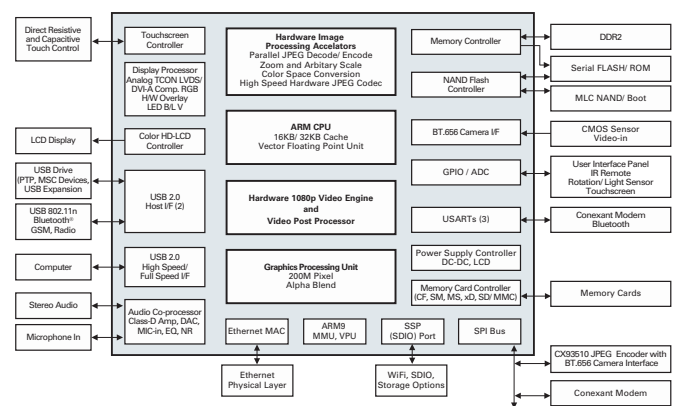 Direct Resistive
and Capacitive
Touch Control
LCD Display
USB Drive
(PTP, MSC Devices,
USB Expansion
USB 802.11n
Bluetooth®
GSM, Radio
Computer
Stereo Audio
Microphone In
Touchscreen
Controller
Display Processor
Analog TCON LVDS/
DVI-A Comp. RGB
H/W Overlay
LED B/L V
Color HD-LCD
Controller
USB 2.0
Host I/F (2)
USB 2.0
High Speed/
Full Speed I/F
Audio Co-processor
Class-D Amp, DAC,
MIC-in, EQ, NR
Hardware Image
Processing Accelators
Parallel JPEG Decode/ Encode
Zoom and Arbitary Scale
Color Space Conversion
High Speed Hardware JPEG Codec
ARM CPU
16KB/ 32KB Cache
Vector Floating Point Unit
Hardware 1080p Video Engine
and
Video Post Processor
Graphics Processing Unit
200M Pixel
Alpha Blend
Ethernet MAC
ARM9
MMU, VPU
SSP
(SDIO) Port
SPI Bus
Ethernet
Physical Layer
WiFi, SDIO,
Storage Options
Memory Controller
NAND Flash
Controller
BT.656 Camera I/F
GPIO / ADC
USARTs (3)
Power Supply Controller
DC-DC, LCD
Memory Card Controller
(CF, SM, MS, xD, SD/ MMC)
DDR2
Serial FLASH/ ROM
MLC NAND/ Boot
CMOS Sensor
Video-in
User Interface Panel
IR Remote
Rotation/ Light Sensor
Touchscreen
Conexant Modem
Bluetooth
Memory Cards
CX93510 JPEG Encoder with
BT.656 Camera Interface
Conexant Modem